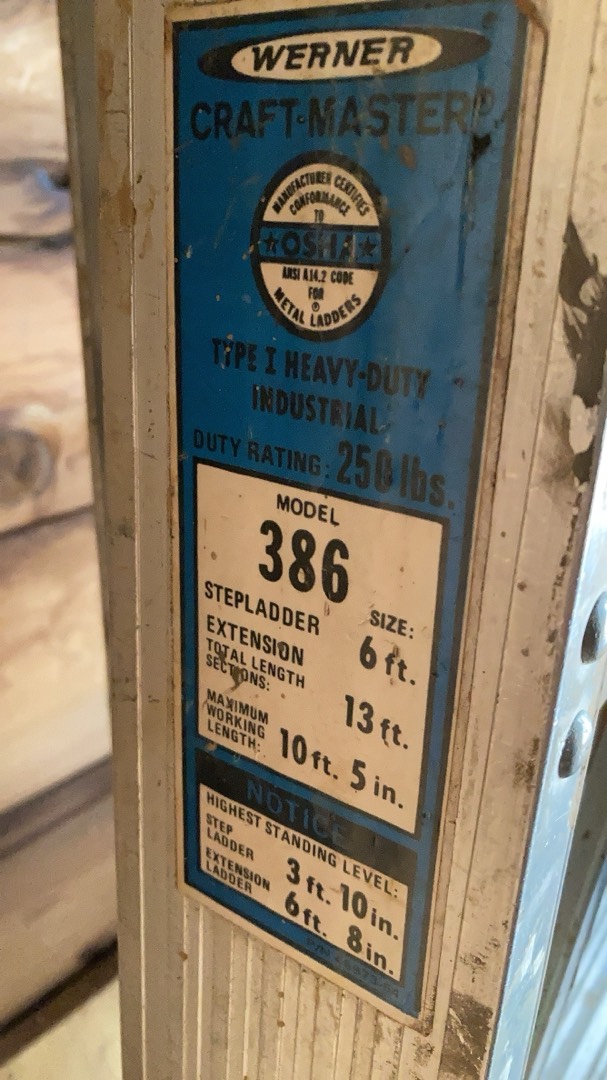 WERNER
CRAFT-MASTER®
MANUFACTURER CERTIFIES
CONFORMANCE
TO
★OSHA★
ANSI A14.2 CODE
FOR
®
METAL LADDERS
TYPE I HEAVY-DUTY
INDUSTRIAL
DUTY RATING: 250 lbs.
MODEL
386
STEPLADDER SIZE:
6 ft.
EXTENSION
TOTAL LENGTH
SECTIONS:
13 ft.
MAXIMUM
WORKING
LENGTH: 10 ft. 5 in.
NOTICE
HIGHEST STANDING LEVEL:
STEP
LADDER 3 ft. 10 in.
EXTENSION
LADDER 6 ft. 8 in.
P/N